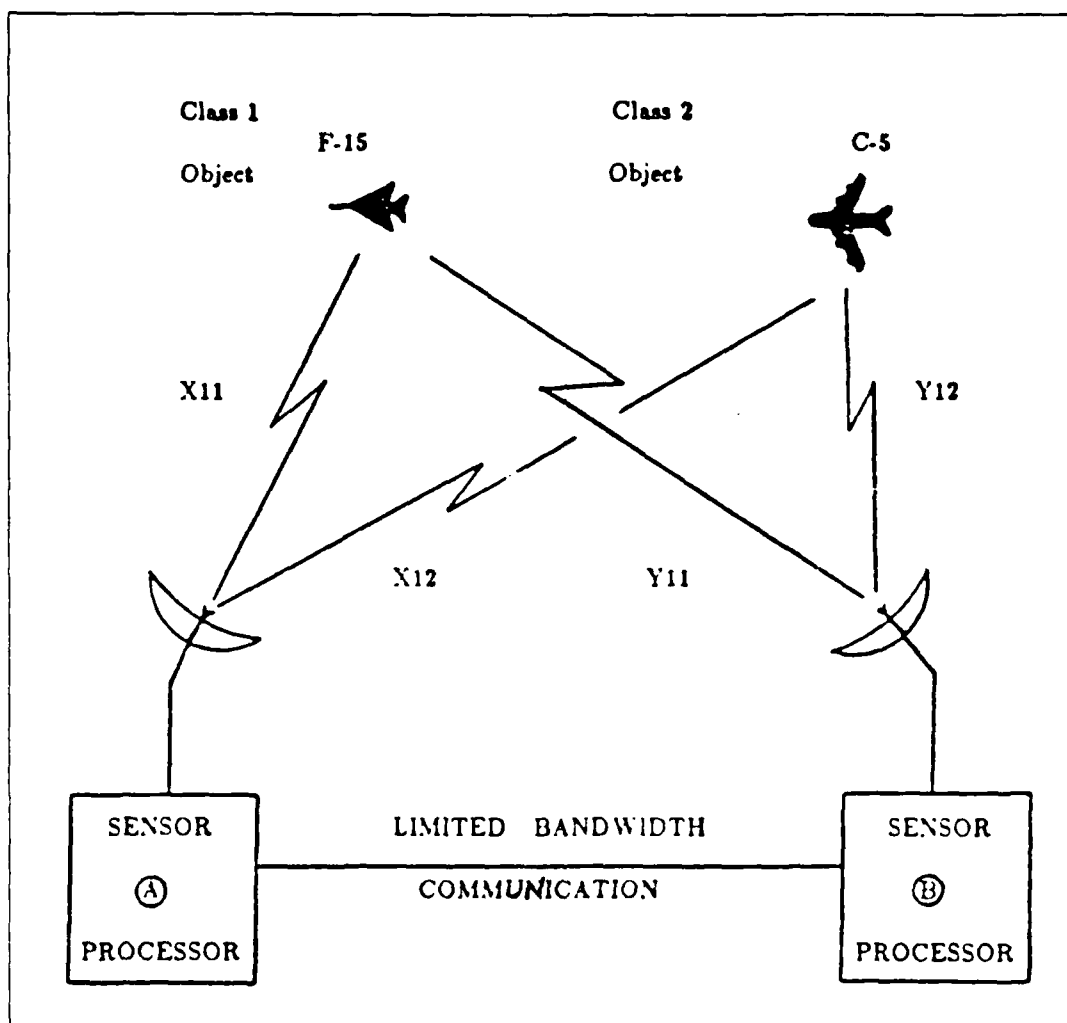 Class 1
Object
F-15
Class 2
Object
C-5
X11
Y12
X12
Y11
SENSOR
A
PROCESSOR
LIMITED BANDWIDTH
COMMUNICATION
SENSOR
B
PROCESSOR